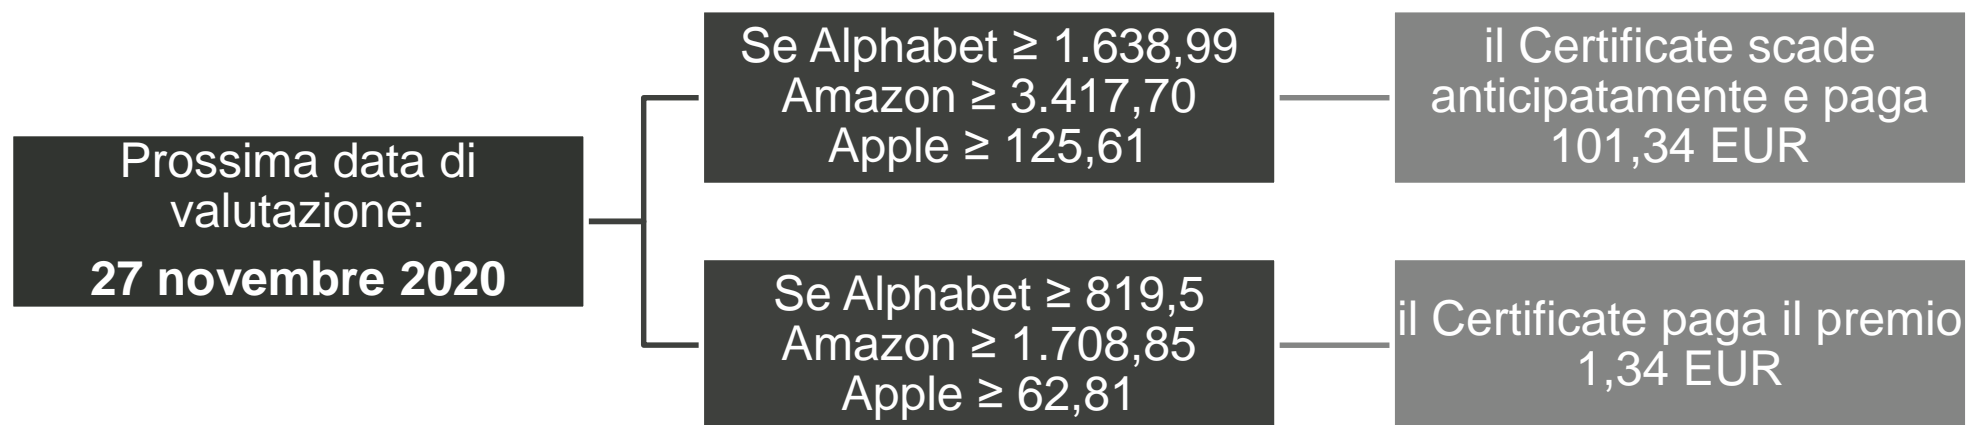 Prossima data di
valutazione:
27 novembre 2020
Se Alphabet ≥ 1.638,99
Amazon ≥ 3.417,70
Apple ≥ 125,61
il Certificate scade
anticipatamente e paga
101,34 EUR
Se Alphabet ≥ 819,5
Amazon ≥ 1.708,85
Apple ≥ 62,81
il Certificate paga il premio
1,34 EUR